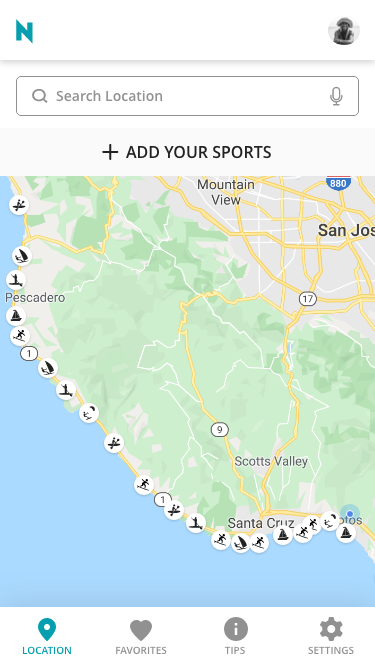 N
Search Location
+ ADD YOUR SPORTS
Mountain
View
880
San Jos
17
Pescadero
1
9
Scotts Valley
1
Santa Cruz
otos
LOCATION
FAVORITES
TIPS
SETTINGS